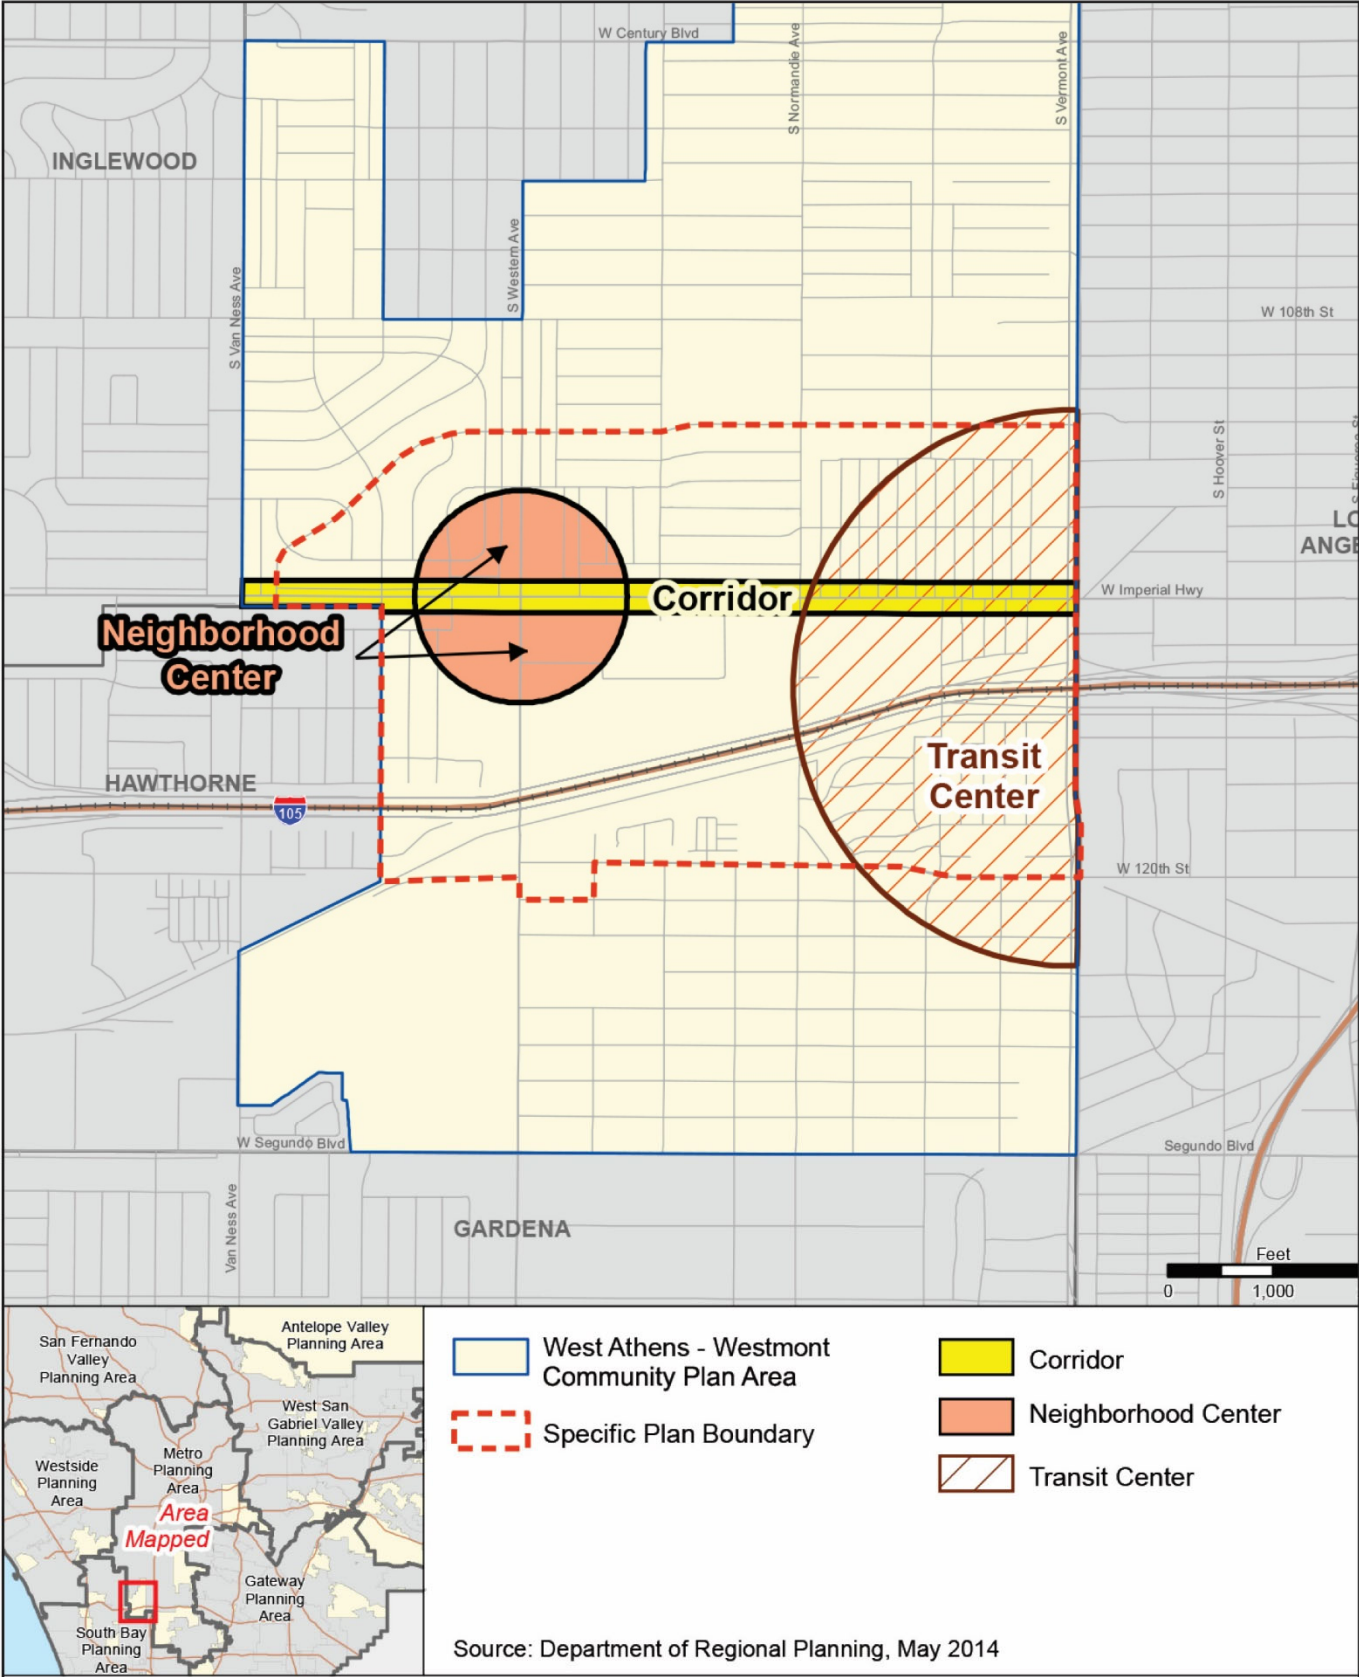 W Century Blvd
S Normandie Ave
S Vermont Ave
INGLEWOOD
S Western Ave
S Van Ness Ave
W 108th St
S Hoover St
LO
ANGE
W Imperial Hwy
Corridor
Neighborhood
Center
Transit
Center
HAWTHORNE
105
W 120th St
W Segundo Blvd
Segundo Blvd
Van Ness Ave
GARDENA
Feet
0 1,000
San Fernando
Valley
Planning Area
Antelope Valley
Planning Area
West San
Gabriel Valley
Planning Area
Metro
Planning
Area
Westside
Planning
Area
Area
Mapped
Gateway
Planning
Area
South Bay
Planning
Area
West Athens - Westmont
Community Plan Area
Specific Plan Boundary
Corridor
Neighborhood Center
Transit Center
Source: Department of Regional Planning, May 2014